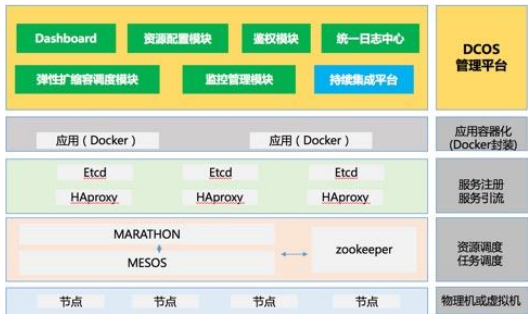 Dashboard
资源配置模块
鉴权模块
统一日志中心
弹性扩缩容调度模块
监控管理模块
持续集成平台
DCOS
管理平台
应用（Docker）
应用（Docker）
应用容器化
(Docker封装)
Etcd
Etcd
Etcd
HAproxy
HAproxy
HAproxy
服务注册
服务引流
MARATHON
MESOS
zookeeper
资源调度
任务调度
节点
节点
节点
节点
物理机或虚拟机